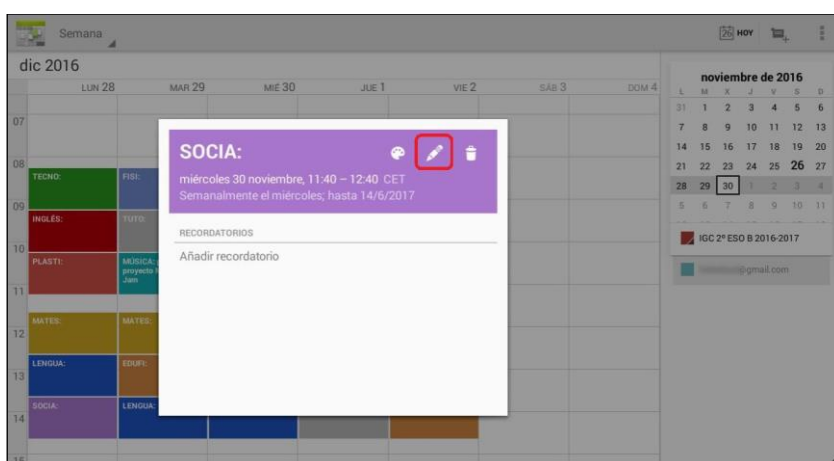 Semana
26 HOY
dic 2016
LUN 28 MAR 29 MIÉ 30 JUE 1 VIE 2 SÁB 3 DOM 4
07
08
TECNO: FISI:
09
INGLÉS: TUTO:
10
PLASTI: MÚSICA:
proyecto
Jam
11
MATES: MATES:
12
LENGUA: EDUFI:
13
SOCIA: LENGUA:
14
15
SOCIA:
miércoles 30 noviembre, 11:40 – 12:40 CET
Semanalmente el miércoles; hasta 14/6/2017
RECORDATORIOS
Añadir recordatorio
noviembre de 2016
L M X J V S D
31 1 2 3 4 5 6
7 8 9 10 11 12 13
14 15 16 17 18 19 20
21 22 23 24 25 26 27
28 29 30 1 2 3 4
5 6 7 8 9 10 11
IGC 2º ESO B 2016-2017
@gmail.com